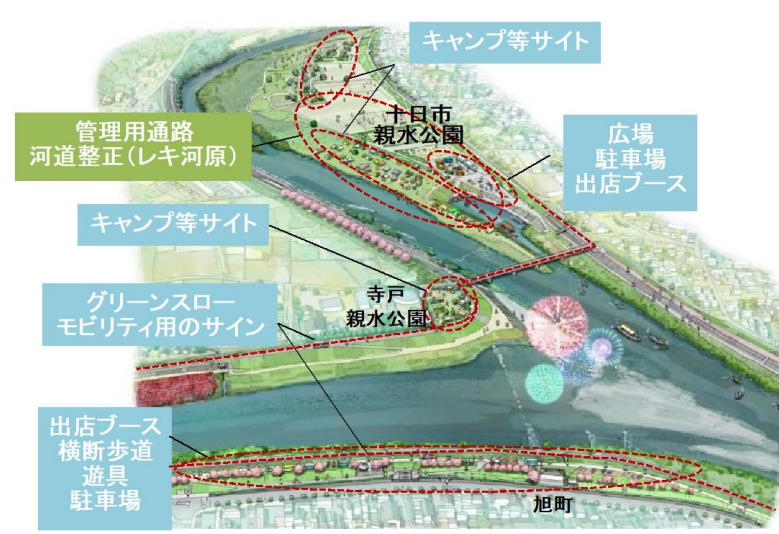 キャンプ等サイト
十日市
親水公園
管理用通路
河道整正(レキ河原)
広場
駐車場
出店ブース
キャンプ等サイト
寺戸
親水公園
グリーンスロー
モビリティ用のサイン
出店ブース
横断歩道
遊具
駐車場
旭町